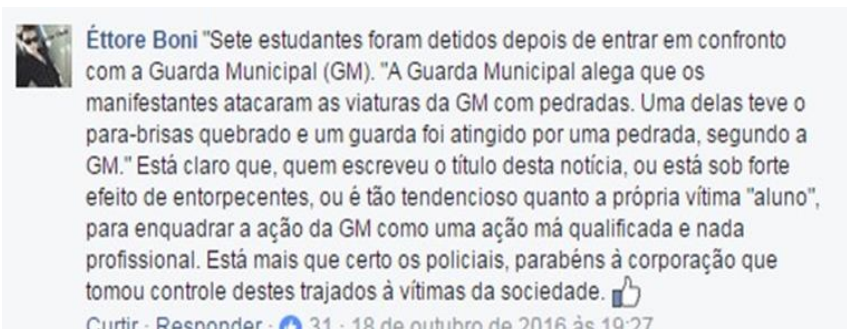 Éttore Boni "Sete estudantes foram detidos depois de entrar em confronto
com a Guarda Municipal (GM). "A Guarda Municipal alega que os
manifestantes atacaram as viaturas da GM com pedradas. Uma delas teve o
para-brisas quebrado e um guarda foi atingido por uma pedrada, segundo a
GM." Está claro que, quem escreveu o título desta notícia, ou está sob forte
efeito de entorpecentes, ou é tão tendencioso quanto a própria vítima "aluno",
para enquadrar a ação da GM como uma ação má qualificada e nada
profissional. Está mais que certo os policiais, parabéns à corporação que
tomou controle destes trajados à vítimas da sociedade.
Curtir · Responder · 31 · 18 de outubro de 2016 às 19:27